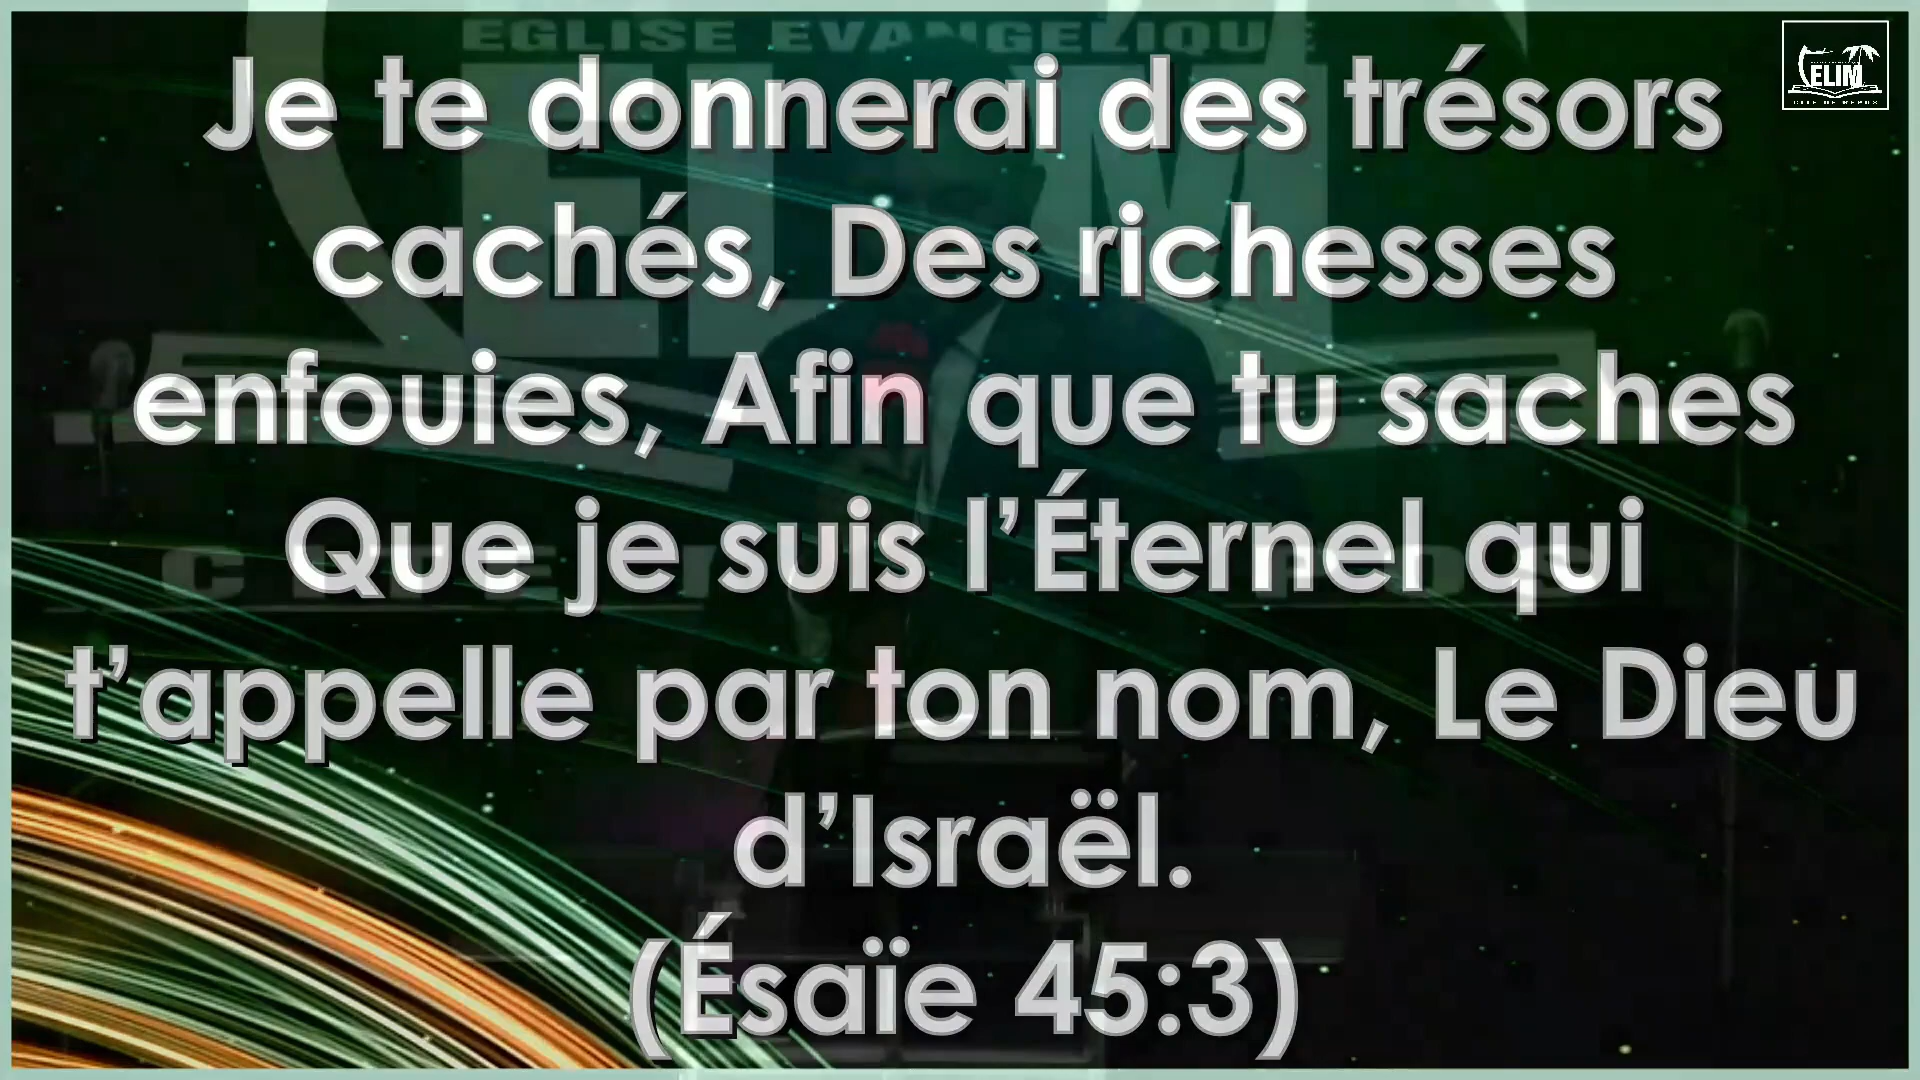 EGLISE EVANGELIQUE
Je te donnerai des trésors
cachés, Des richesses
enfouies, Afin que tu saches
Que je suis l’Éternel qui
t’appelle par ton nom, Le Dieu
d’Israël.
(Ésaïe 45:3)
ELIM